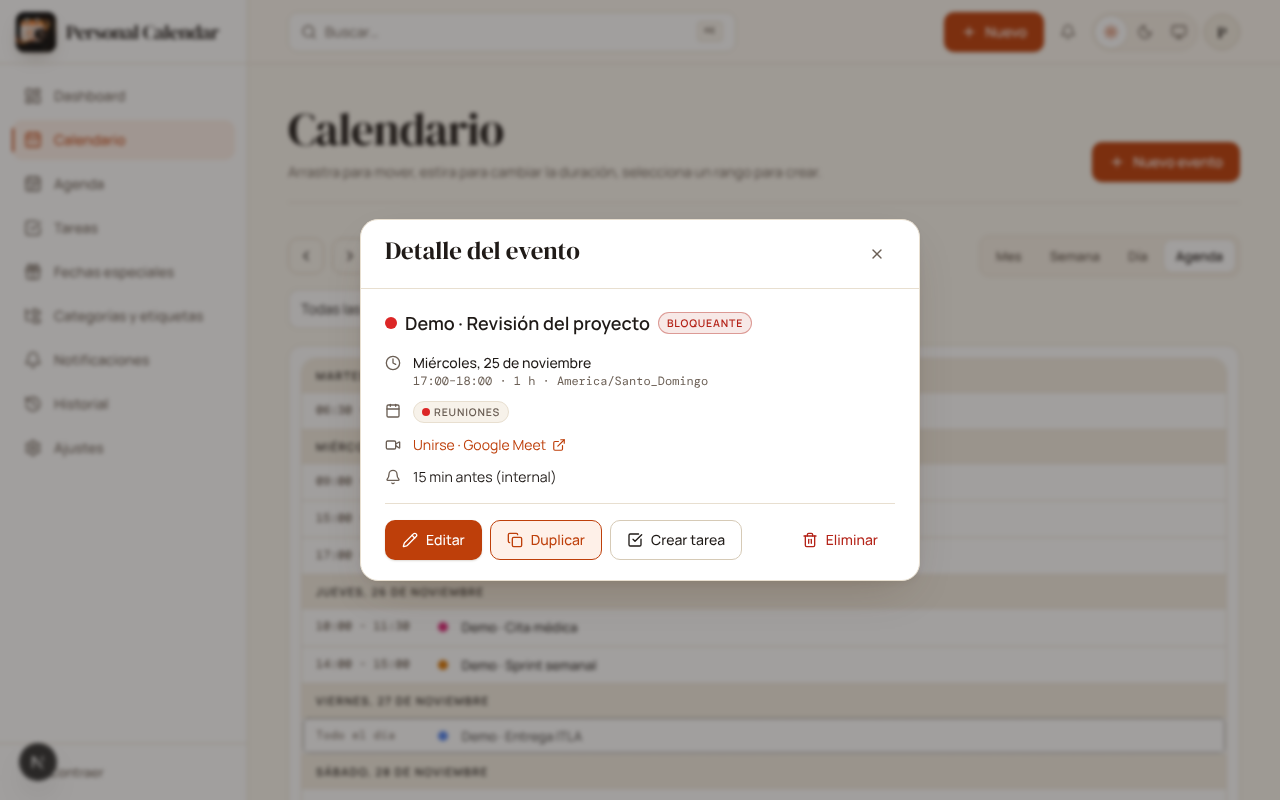 Personal Calendar
Buscar...
Nuevo
Dashboard
Calendario
Agenda
Tareas
Fechas especiales
Categorías y etiquetas
Notificaciones
Historial
Ajustes
Calendario
Arrastra para mover, estira para cambiar la duración, selecciona un rango para crear.
Nuevo evento
Mes Semana Día Agenda
Todas las
Detalle del evento
Demo · Revisión del proyecto BLOQUEANTE
Miércoles, 25 de noviembre
17:00–18:00 · 1 h · America/Santo_Domingo
REUNIONES
Unirse · Google Meet
15 min antes (internal)
Editar Duplicar Crear tarea Eliminar
JUEVES, 26 DE NOVIEMBRE
10:00 - 11:30 Demo · Cita médica
14:00 - 15:00 Demo · Sprint semanal
VIERNES, 27 DE NOVIEMBRE
Todo el día Demo · Entrega ITLA
SÁBADO, 28 DE NOVIEMBRE